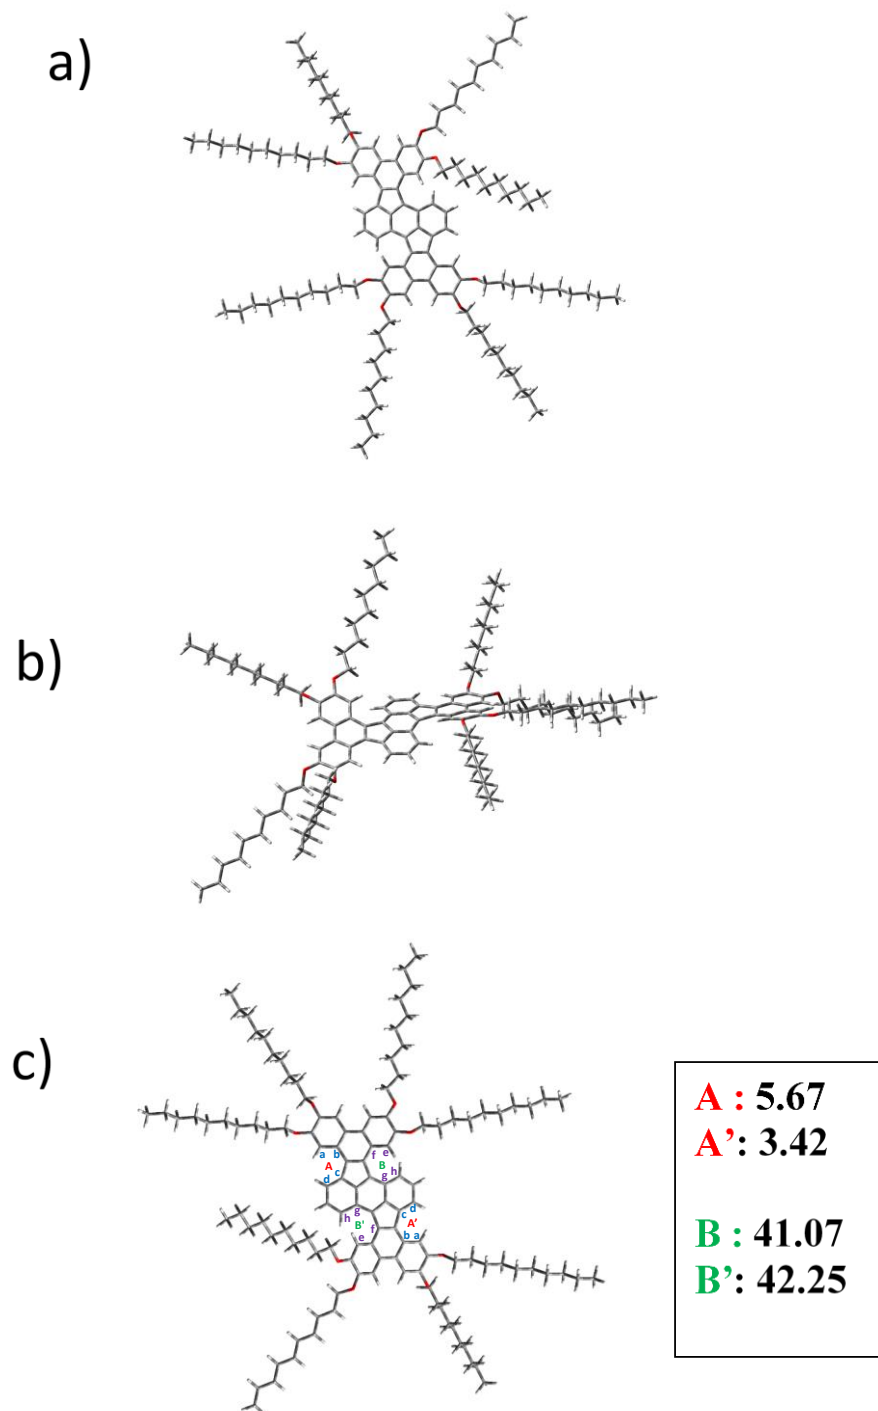 a)
b)
c)
a b f e
A B
d c g h
g c d
h B' f A'
e b a
A : 5.67
A’: 3.42
B : 41.07
B’: 42.25